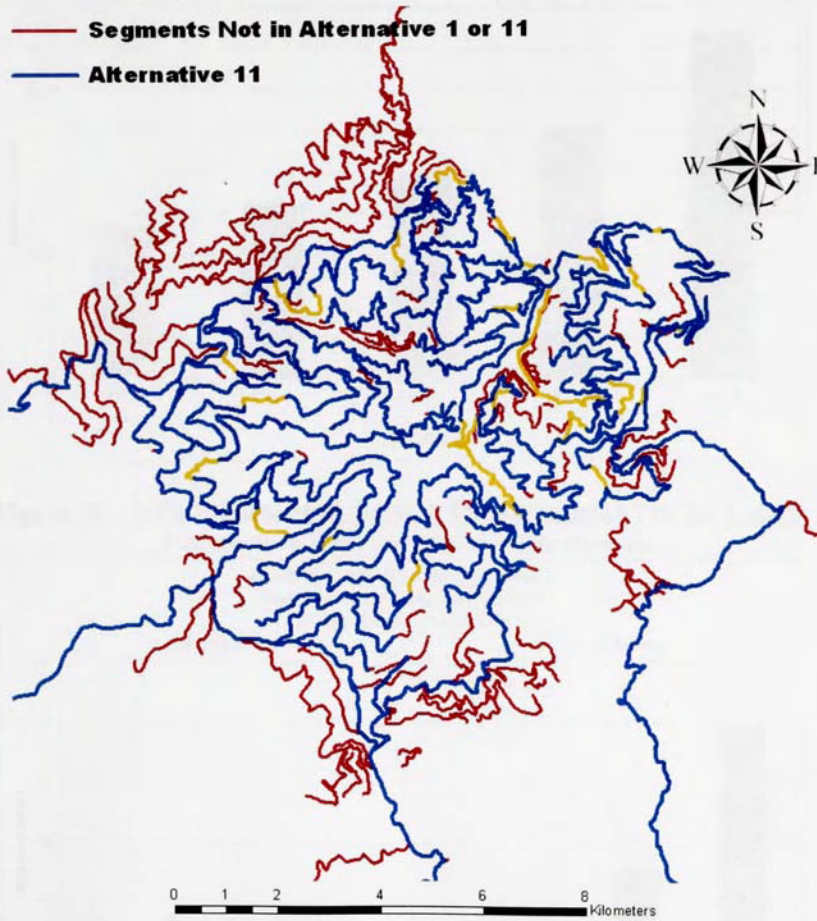 Segments Not in Alternative 1 or 11
Alternative 11
N
W
S
0 1 2 4 6 8
Kilometers